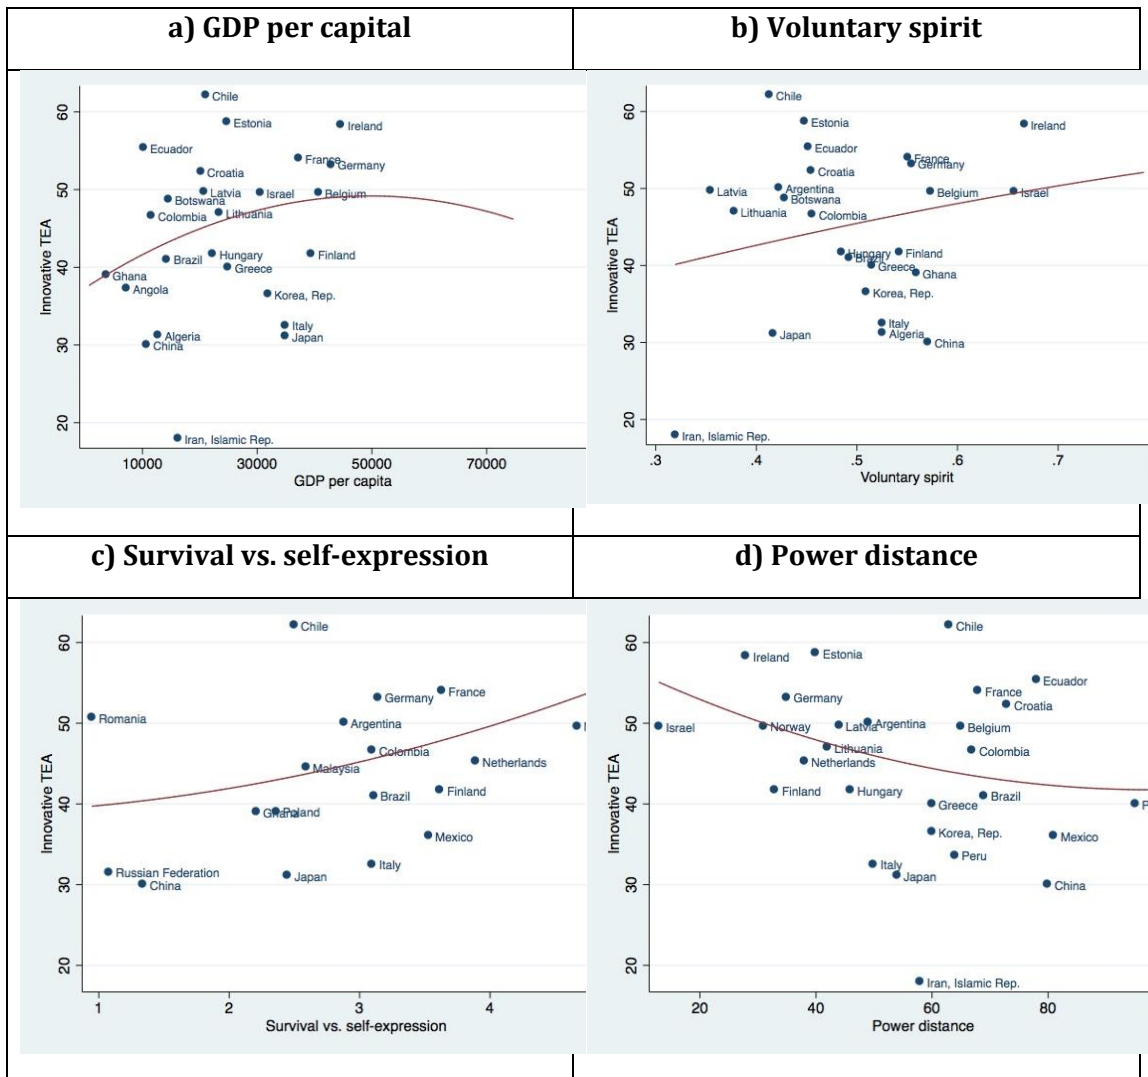 a) GDP per capital
b) Voluntary spirit
Innovative TEA
60
50
40
30
20
Chile
Estonia
Ireland
Ecuador
France
Germany
Croatia
Latvia
Israel
Belgium
Botswana
Colombia
Lithuania
Brazil
Hungary
Finland
Greece
Ghana
Angola
Korea, Rep.
Italy
Algeria
Japan
China
Iran, Islamic Rep.
10000 30000 50000 70000
GDP per capita
Innovative TEA
60
50
40
30
20
Chile
Estonia
Ireland
Ecuador
France
Germany
Croatia
Latvia
Argentina
Belgium
Israel
Botswana
Lithuania
Colombia
Hungary
Finland
Brazil
Greece
Ghana
Korea, Rep.
Italy
Japan
Algeria
China
Iran, Islamic Rep.
.3 .4 .5 .6 .7
Voluntary spirit
c) Survival vs. self-expression
d) Power distance
Innovative TEA
60
50
40
30
20
Chile
France
Germany
Romania
Argentina
Colombia
Malaysia
Netherlands
Brazil
Finland
Ghana
Poland
Mexico
Italy
Russian Federation
Japan
China
1 2 3 4
Survival vs. self-expression
Innovative TEA
60
50
40
30
20
Chile
Ireland
Estonia
Ecuador
Germany
France
Croatia
Israel
Norway
Latvia
Argentina
Belgium
Lithuania
Colombia
Netherlands
Finland
Hungary
Brazil
Greece
P
Korea, Rep.
Mexico
Peru
Italy
Japan
China
Iran, Islamic Rep.
20 40 60 80
Power distance